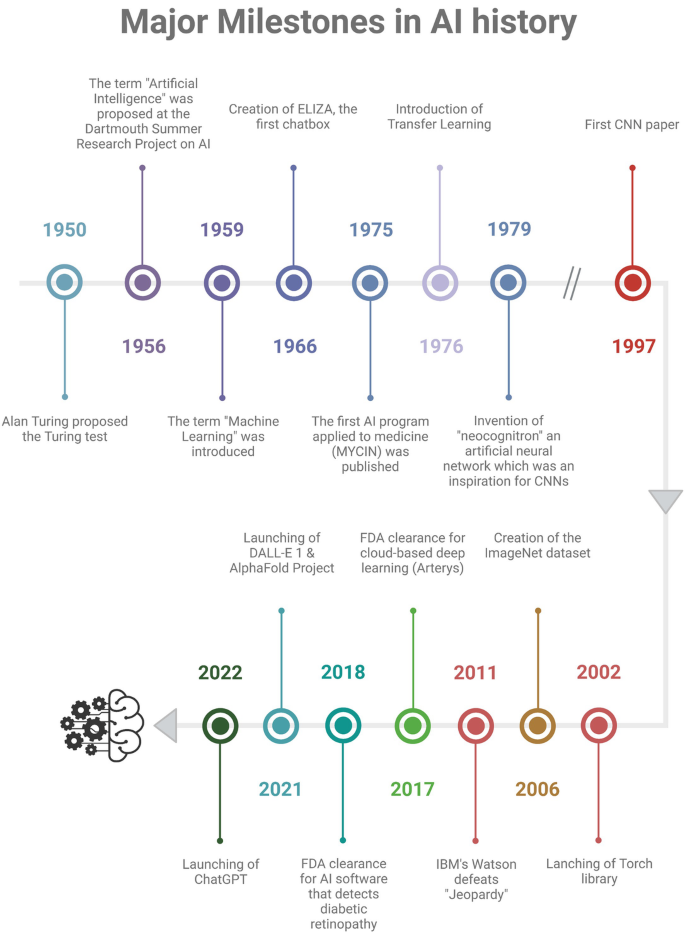 Major Milestones in AI history
The term "Artificial
Intelligence" was
proposed at the
Dartmouth Summer
Research Project on AI
Creation of ELIZA, the
first chatbox
Introduction of
Transfer Learning
First CNN paper
1950
1959
1975
1979
1956
1966
1976
1997
Alan Turing proposed
the Turing test
The term "Machine
Learning" was
introduced
The first AI program
applied to medicine
(MYCIN) was
published
Invention of
"neocognitron" an
artificial neural
network which was an
inspiration for CNNs
Launching of
DALL-E 1 &
AlphaFold Project
FDA clearance for
cloud-based deep
learning (Arterys)
Creation of the
ImageNet dataset
2022
2018
2011
2002
2021
2017
2006
Launching of
ChatGPT
FDA clearance
for AI software
that detects
diabetic
retinopathy
IBM's Watson
defeats
"Jeopardy"
Lanching of Torch
library